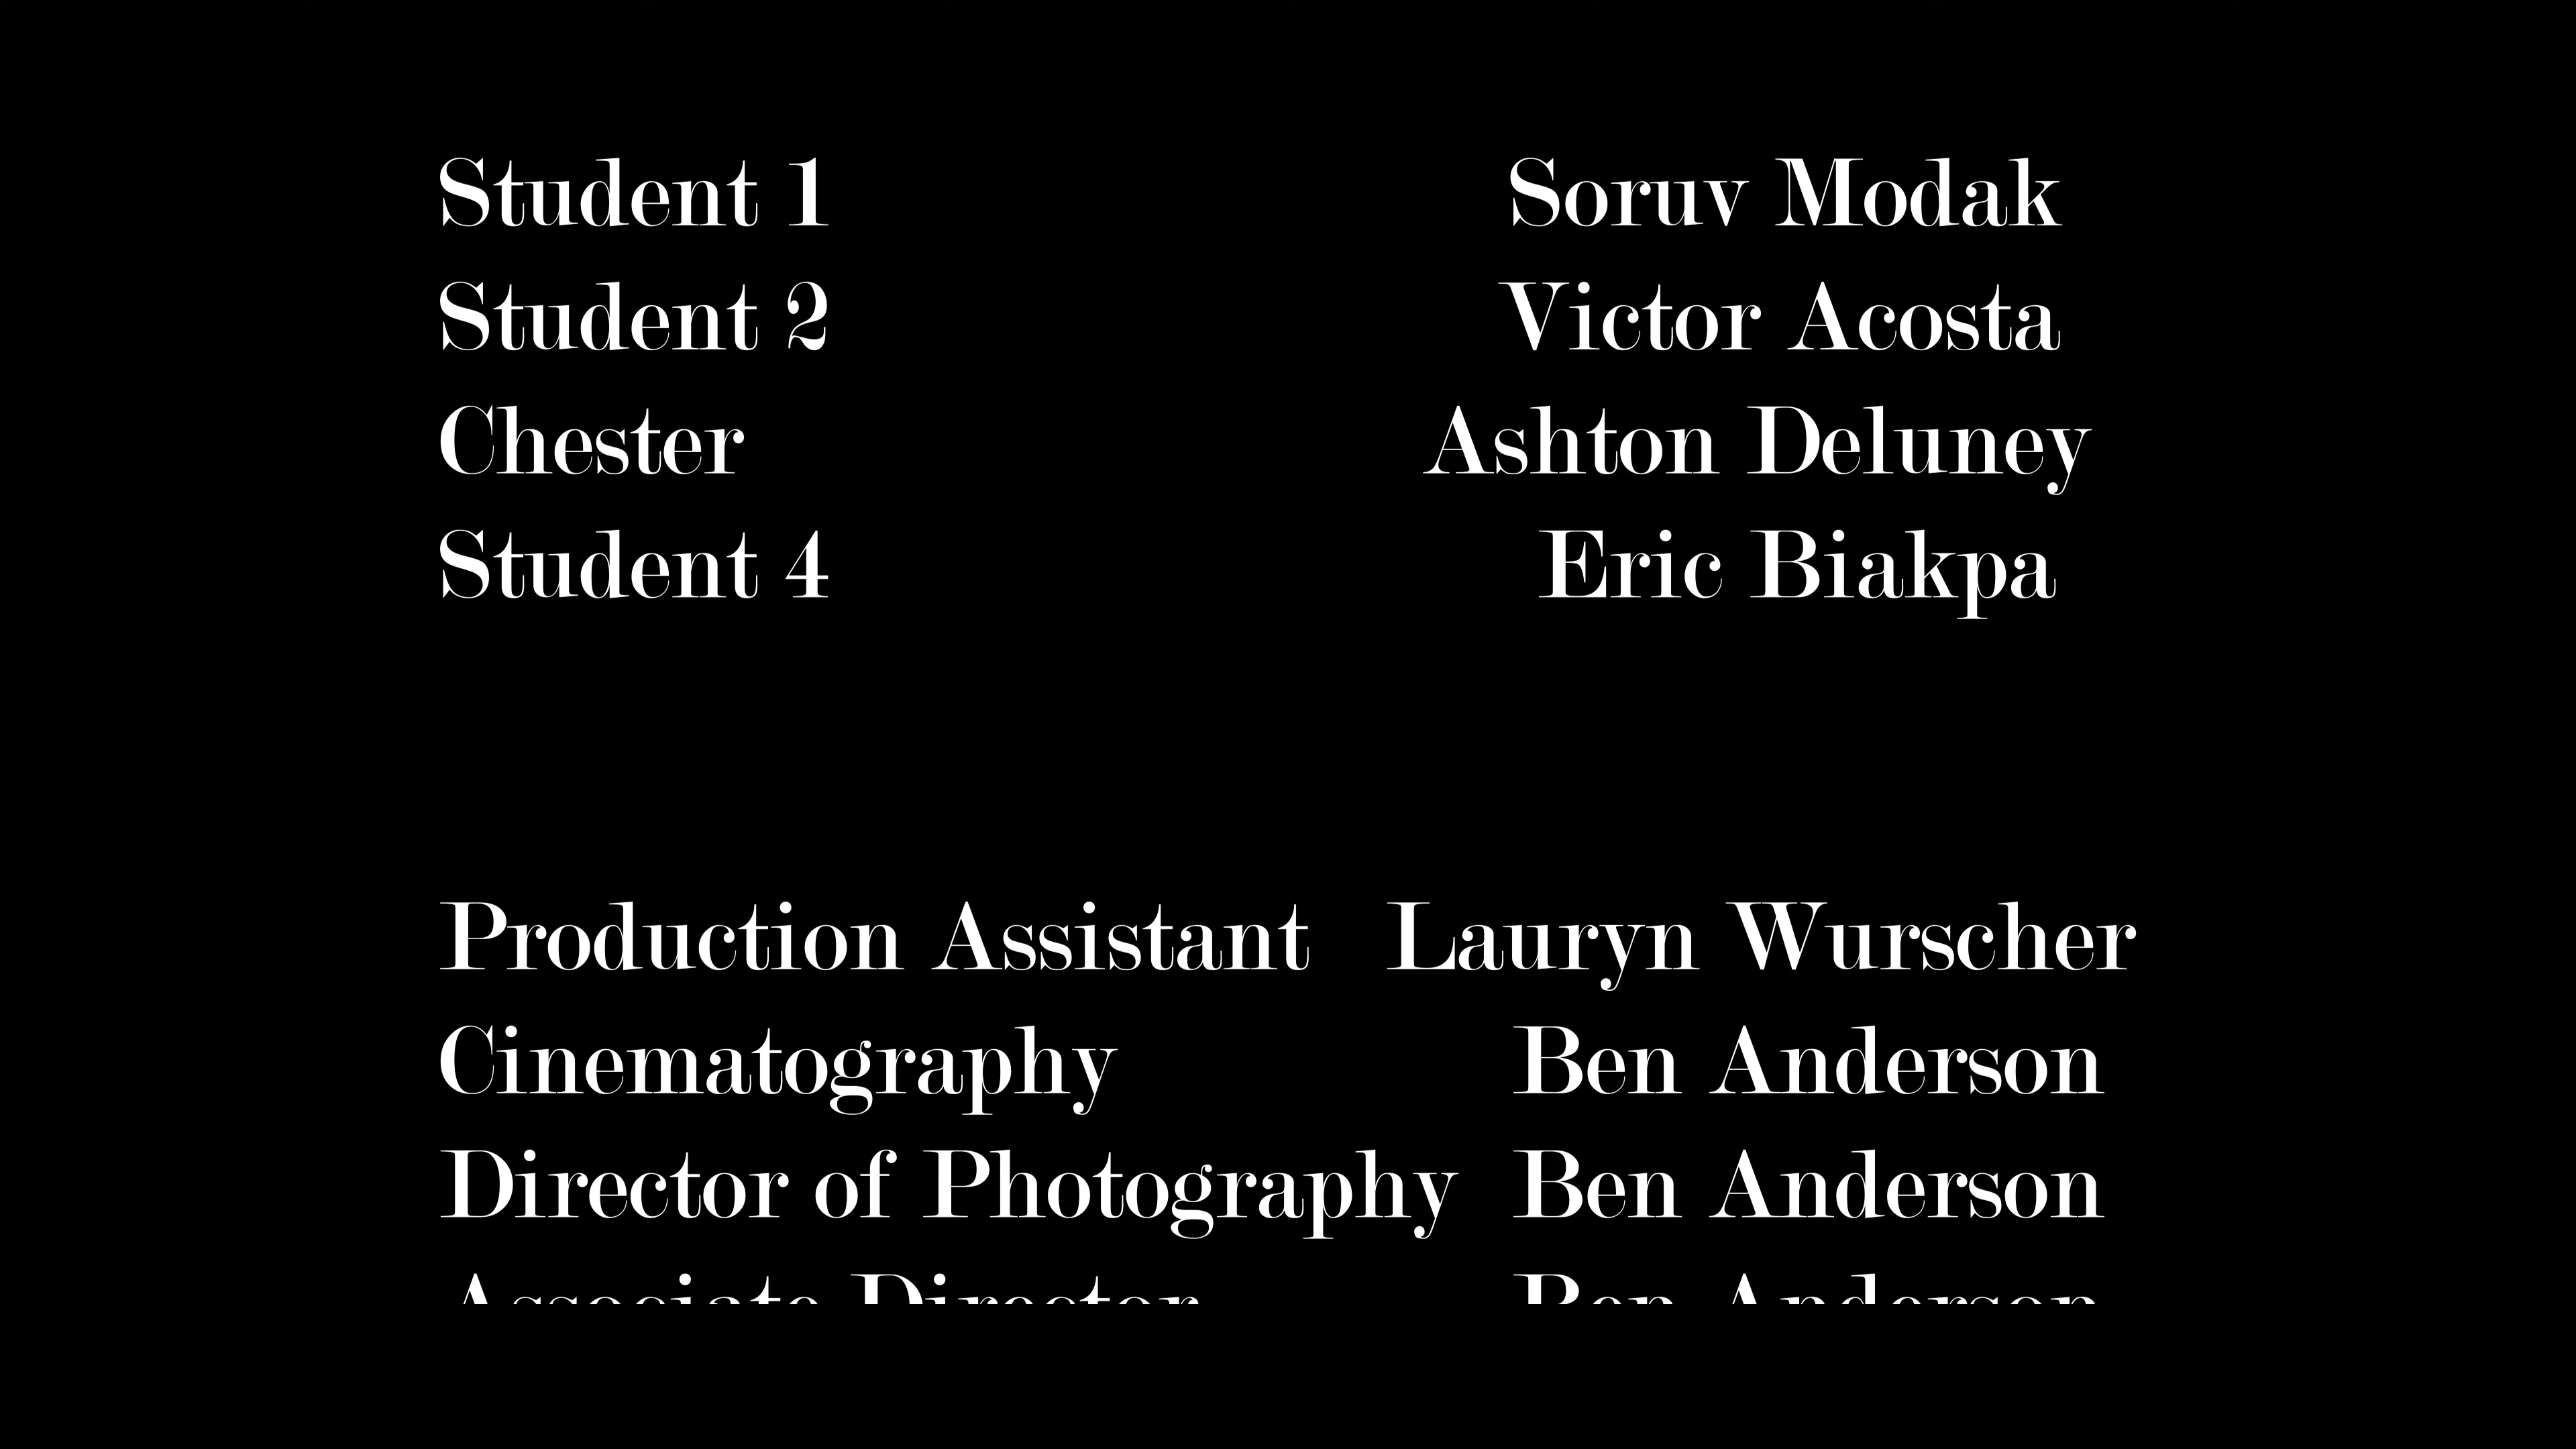 Student 1 Soruv Modak
Student 2 Victor Acosta
Chester Ashton Deluney
Student 4 Eric Biakpa
Production Assistant Lauryn Wurscher
Cinematography Ben Anderson
Director of Photography Ben Anderson
Associate Director Ben Anderson